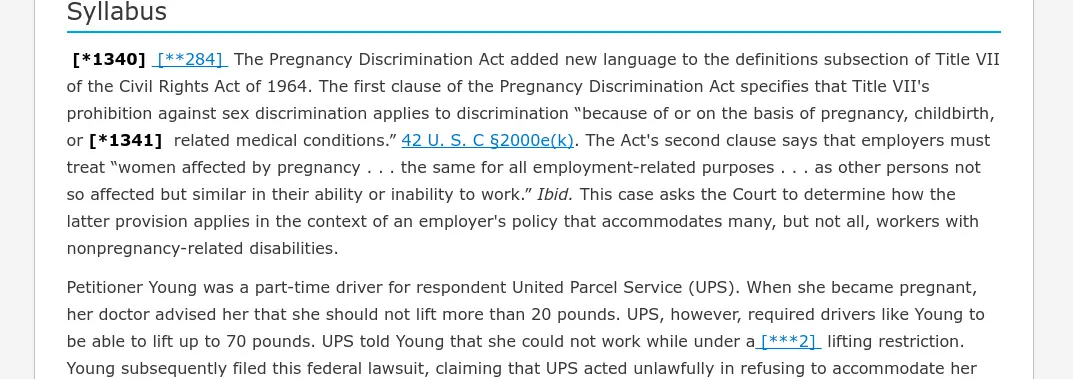 Syllabus
[*1340] [**284] The Pregnancy Discrimination Act added new language to the definitions subsection of Title VII
of the Civil Rights Act of 1964. The first clause of the Pregnancy Discrimination Act specifies that Title VII's
prohibition against sex discrimination applies to discrimination “because of or on the basis of pregnancy, childbirth,
or [*1341] related medical conditions.” 42 U. S. C §2000e(k). The Act's second clause says that employers must
treat “women affected by pregnancy . . . the same for all employment-related purposes . . . as other persons not
so affected but similar in their ability or inability to work.” Ibid. This case asks the Court to determine how the
latter provision applies in the context of an employer's policy that accommodates many, but not all, workers with
nonpregnancy-related disabilities.
Petitioner Young was a part-time driver for respondent United Parcel Service (UPS). When she became pregnant,
her doctor advised her that she should not lift more than 20 pounds. UPS, however, required drivers like Young to
be able to lift up to 70 pounds. UPS told Young that she could not work while under a [***2] lifting restriction.
Young subsequently filed this federal lawsuit, claiming that UPS acted unlawfully in refusing to accommodate her